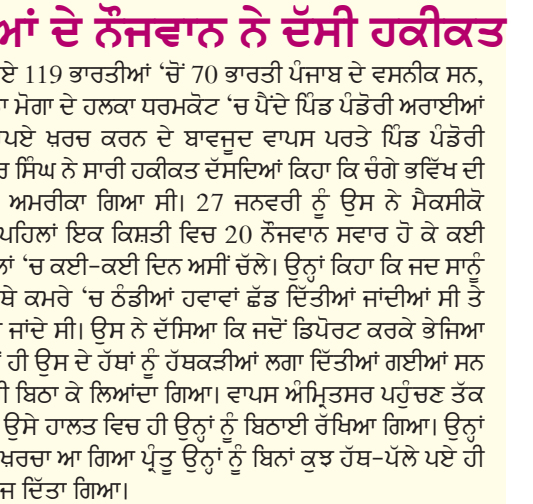 ਆਂ ਦੇ ਨੌਜਵਾਨ ਨੇ ਦੱਸੀ ਹਕੀਕਤ
ਏ 119 ਭਾਰਤੀਆਂ ‘ਚੋਂ 70 ਭਾਰਤੀ ਪੰਜਾਬ ਦੇ ਵਸਨੀਕ ਸਨ,
ਾ ਮੋਗਾ ਦੇ ਹਲਕਾ ਧਰਮਕੋਟ ‘ਚ ਪੈਂਦੇ ਪਿੰਡ ਪੰਡੋਰੀ ਅਰਾਈਆਂ
ਪਏ ਖ਼ਰਚ ਕਰਨ ਦੇ ਬਾਵਜੂਦ ਵਾਪਸ ਪਰਤੇ ਪਿੰਡ ਪੰਡੋਰੀ
ਰ ਸਿੰਘ ਨੇ ਸਾਰੀ ਹਕੀਕਤ ਦੱਸਦਿਆਂ ਕਿਹਾ ਕਿ ਚੰਗੇ ਭਵਿੱਖ ਦੀ
ਅਮਰੀਕਾ ਗਿਆ ਸੀ। 27 ਜਨਵਰੀ ਨੂੰ ਉਸ ਨੇ ਮੈਕਸੀਕੋ
ਪਹਿਲਾਂ ਇਕ ਕਿਸ਼ਤੀ ਵਿਚ 20 ਨੌਜਵਾਨ ਸਵਾਰ ਹੋ ਕੇ ਕਈ
ਲਾਂ ‘ਚ ਕਈ-ਕਈ ਦਿਨ ਅਸੀਂ ਚੱਲੇ। ਉਨ੍ਹਾਂ ਕਿਹਾ ਕਿ ਜਦ ਸਾਨੂੰ
ਥੇ ਕਮਰੇ ‘ਚ ਠੰਡੀਆਂ ਹਵਾਵਾਂ ਛੱਡ ਦਿੱਤੀਆਂ ਜਾਂਦੀਆਂ ਸੀ ਤੇ
ਜਾਂਦੇ ਸੀ। ਉਸ ਨੇ ਦੱਸਿਆ ਕਿ ਜਦੋਂ ਡਿਪੋਰਟ ਕਰਕੇ ਭੇਜਿਆ
ਹੀ ਉਸ ਦੇ ਹੱਥਾਂ ਨੂੰ ਹੱਥਕੜੀਆਂ ਲਗਾ ਦਿੱਤੀਆਂ ਗਈਆਂ ਸਨ
ੀ ਬਿਠਾ ਕੇ ਲਿਆਂਦਾ ਗਿਆ। ਵਾਪਸ ਅੰਮ੍ਰਿਤਸਰ ਪਹੁੰਚਣ ਤੱਕ
ਉਸੇ ਹਾਲਤ ਵਿਚ ਹੀ ਉਨ੍ਹਾਂ ਨੂੰ ਬਿਠਾਈ ਰੱਖਿਆ ਗਿਆ। ਉਨ੍ਹਾਂ
ਖ਼ਰਚਾ ਆ ਗਿਆ ਪ੍ਰੰਤੂ ਉਨ੍ਹਾਂ ਨੂੰ ਬਿਨਾਂ ਕੁਝ ਹੱਥ-ਪੱਲੇ ਪਏ ਹੀ
ਜ ਦਿੱਤਾ ਗਿਆ।